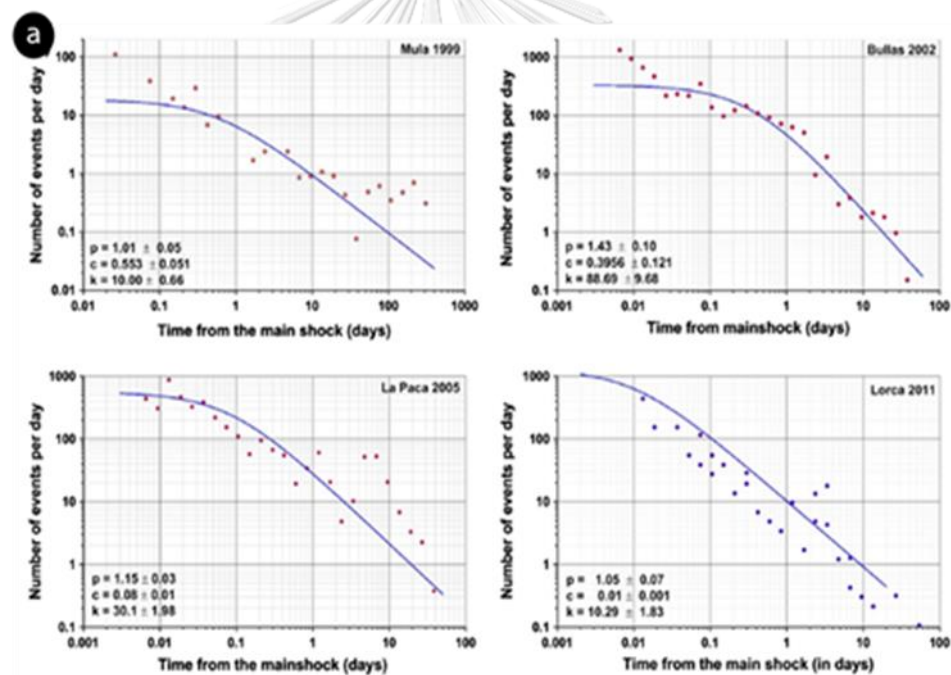 a
Mula 1999
Number of events per day
100
10
1
0.1
0.01
p = 1.01 ± 0.05
c = 0.553 ± 0.051
k = 10.00 ± 0.66
0.01 0.1 1 10 100 1000
Time from the main shock (days)
Bullas 2002
Number of events per day
1000
100
10
1
0.1
p = 1.43 ± 0.10
c = 0.3956 ± 0.121
k = 88.69 ± 9.68
0.001 0.01 0.1 1 10 100
Time from mainshock (days)
La Paca 2005
Number of events per day
1000
100
10
1
0.1
p = 1.15 ± 0.03
c = 0.08 ± 0.01
k = 30.1 ± 1.98
0.001 0.01 0.1 1 10 100
Time from the mainshock (days)
Lorca 2011
Number of events per day
1000
100
10
1
0.1
p = 1.05 ± 0.07
c = 0.01 ± 0.001
k = 10.29 ± 1.83
0.001 0.01 0.1 1 10 100
Time from the main shock (in days)